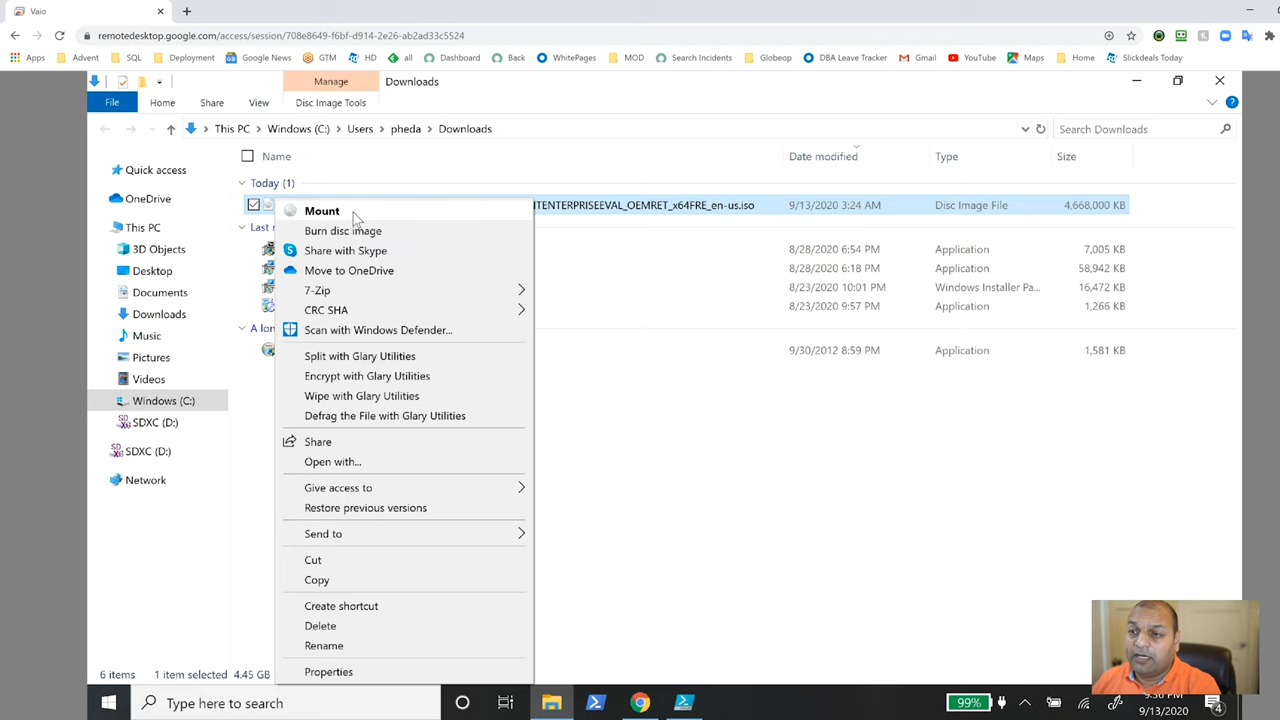 Vaio
remotedesktop.google.com/access/session/708e8649-f6bf-d914-2e26-ab2ad33c5524
Apps Advent SQL Deployment Google News GTM HD all Dashboard Back WhitePages MOD Search Incidents Globeop DBA Leave Tracker Gmail YouTube Maps Home Slickdeals Today
Manage Downloads
File Home Share View Disc Image Tools
This PC > Windows (C:) > Users > pheda > Downloads Search Downloads
Name Date modified Type Size
Quick access
OneDrive
This PC
3D Objects
Desktop
Documents
Downloads
Music
Pictures
Videos
Windows (C:)
SDXC (D:)
SDXC (D:)
Network
Today (1)
ITENTERPRISEEVAL_OEMRET_x64FRE_en-us.iso 9/13/2020 3:24 AM Disc Image File 4,668,000 KB
Last
8/28/2020 6:54 PM Application 7,005 KB
8/28/2020 6:18 PM Application 58,942 KB
8/23/2020 10:01 PM Windows Installer Pa... 16,472 KB
8/23/2020 9:57 PM Application 1,266 KB
A lon
9/30/2012 8:59 PM Application 1,581 KB
Mount
Burn disc image
Share with Skype
Move to OneDrive
7-Zip
CRC SHA
Scan with Windows Defender...
Split with Glary Utilities
Encrypt with Glary Utilities
Wipe with Glary Utilities
Defrag the File with Glary Utilities
Share
Open with...
Give access to
Restore previous versions
Send to
Cut
Copy
Create shortcut
Delete
Rename
Properties
6 items 1 item selected 4.45 GB
Type here to search
99%
9/13/2020
4